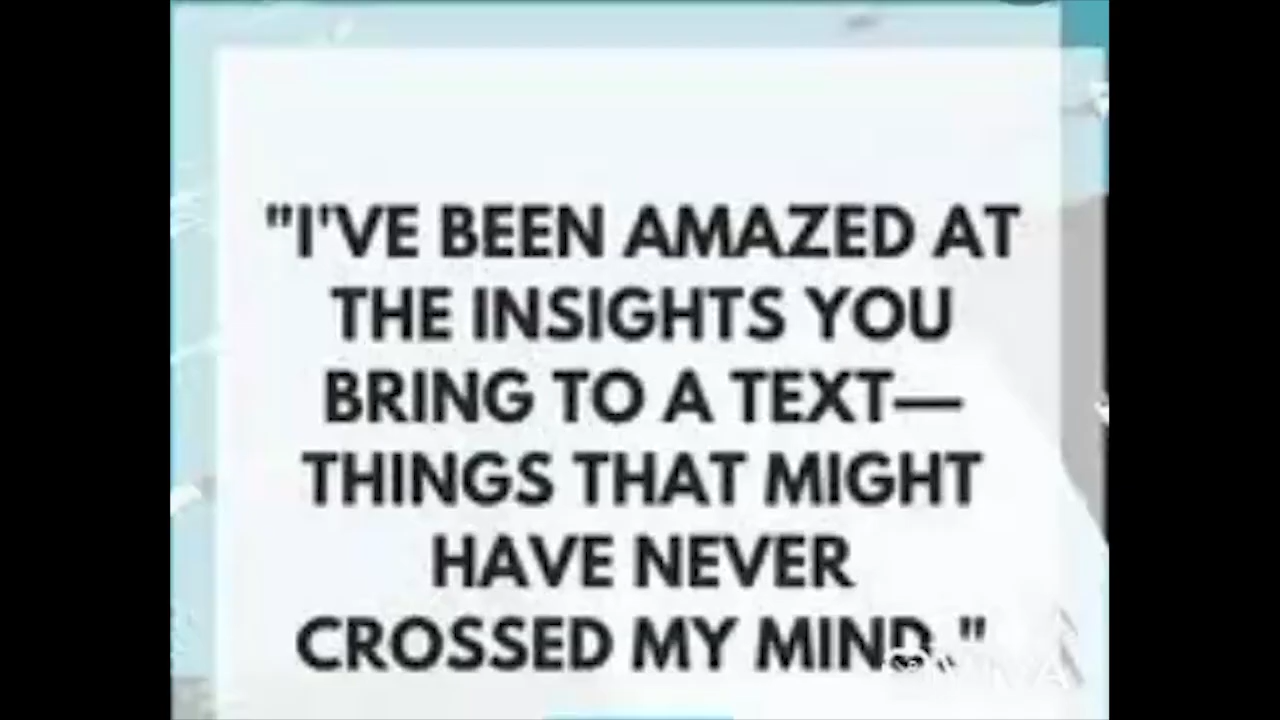 "I'VE BEEN AMAZED AT
THE INSIGHTS YOU
BRING TO A TEXT—
THINGS THAT MIGHT
HAVE NEVER
CROSSED MY MIND."